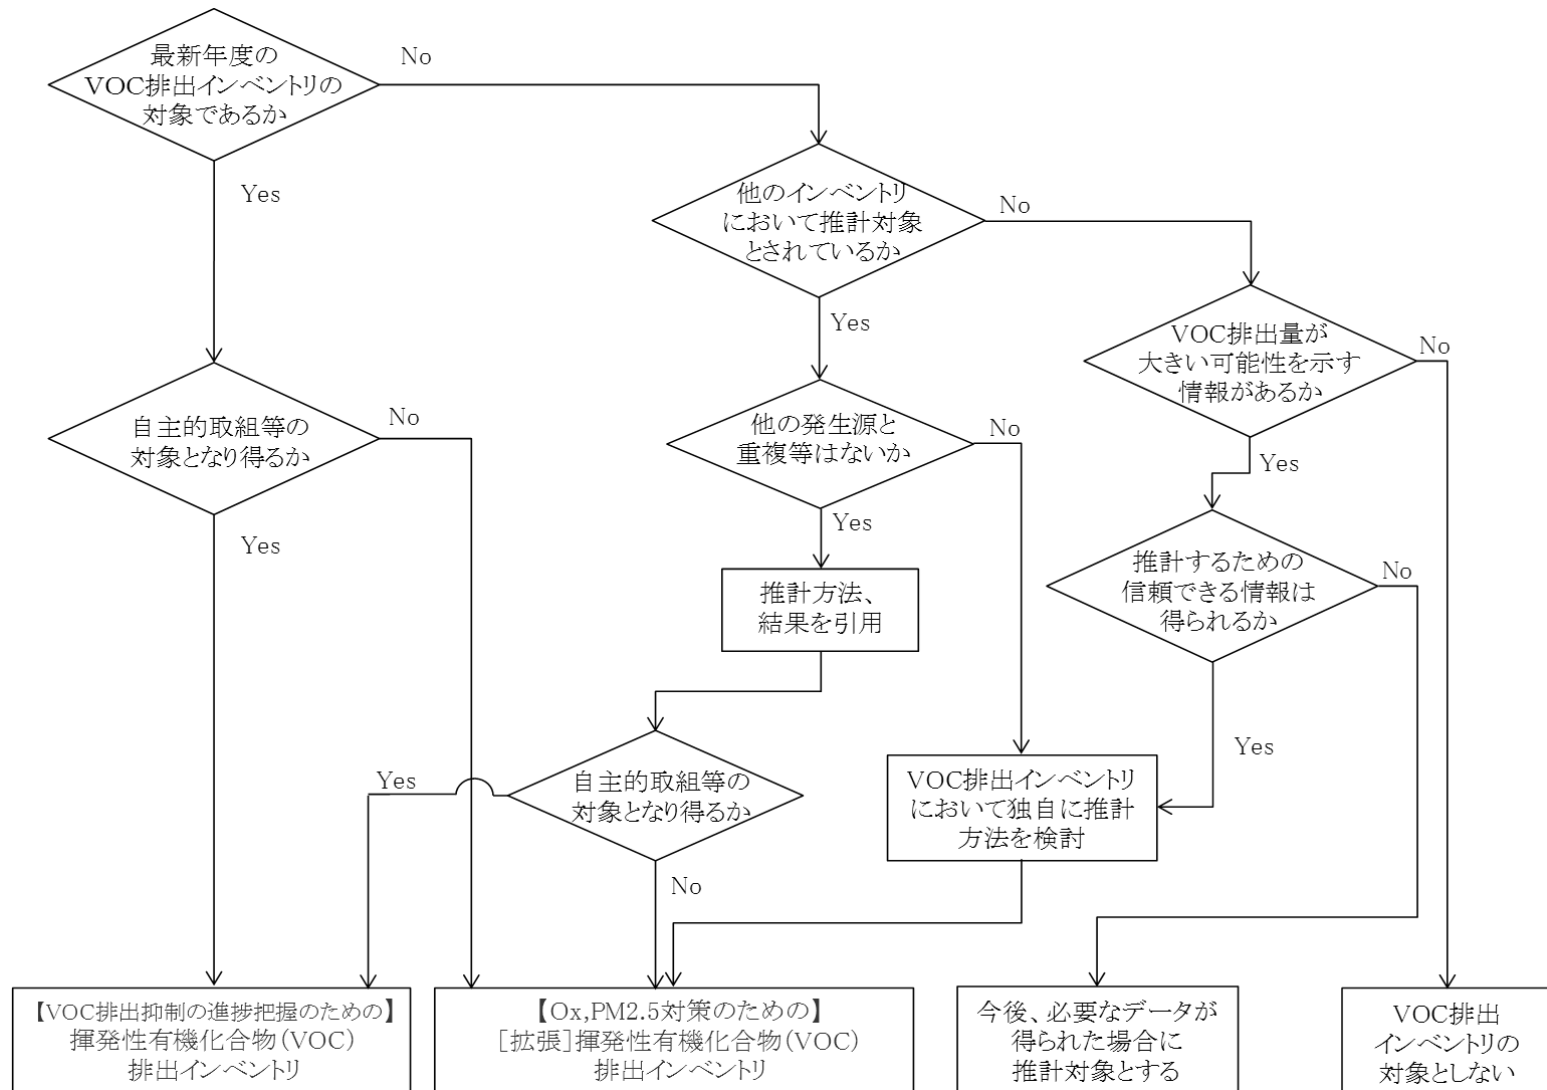 最新年度の
VOC排出インベントリの
対象であるか
No
Yes
他のインベントリ
において推計対象
とされているか
No
Yes
VOC排出量が
大きい可能性を示す
情報があるか
No
Yes
自主的取組等の
対象となり得るか
No
Yes
他の発生源と
重複等はないか
No
Yes
推計するための
信頼できる情報は
得られるか
No
Yes
推計方法、
結果を引用
自主的取組等の
対象となり得るか
Yes
No
VOC排出インベントリ
において独自に推計
方法を検討
【VOC排出抑制の進捗把握のための】
揮発性有機化合物(VOC)
排出インベントリ
【Ox,PM2.5対策のための】
[拡張]揮発性有機化合物(VOC)
排出インベントリ
今後、必要なデータが
得られた場合に
推計対象とする
VOC排出
インベントリの
対象としない